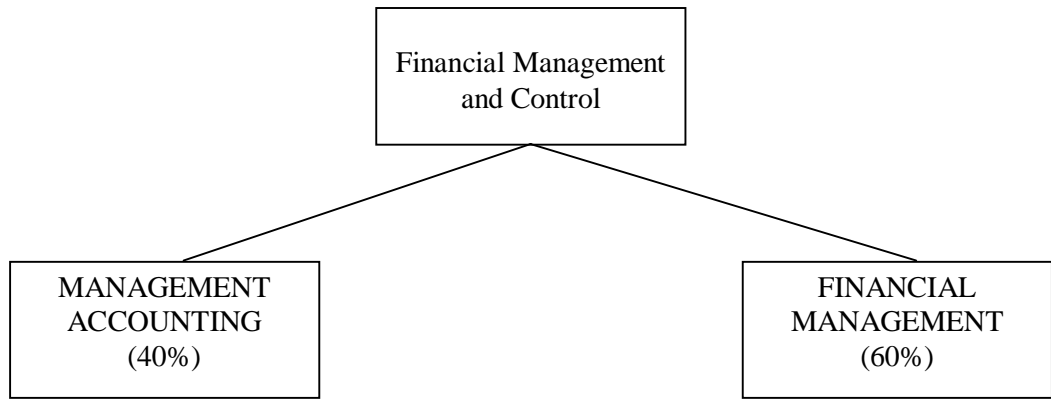 Financial Management
and Control
MANAGEMENT
ACCOUNTING
(40%)
FINANCIAL
MANAGEMENT
(60%)